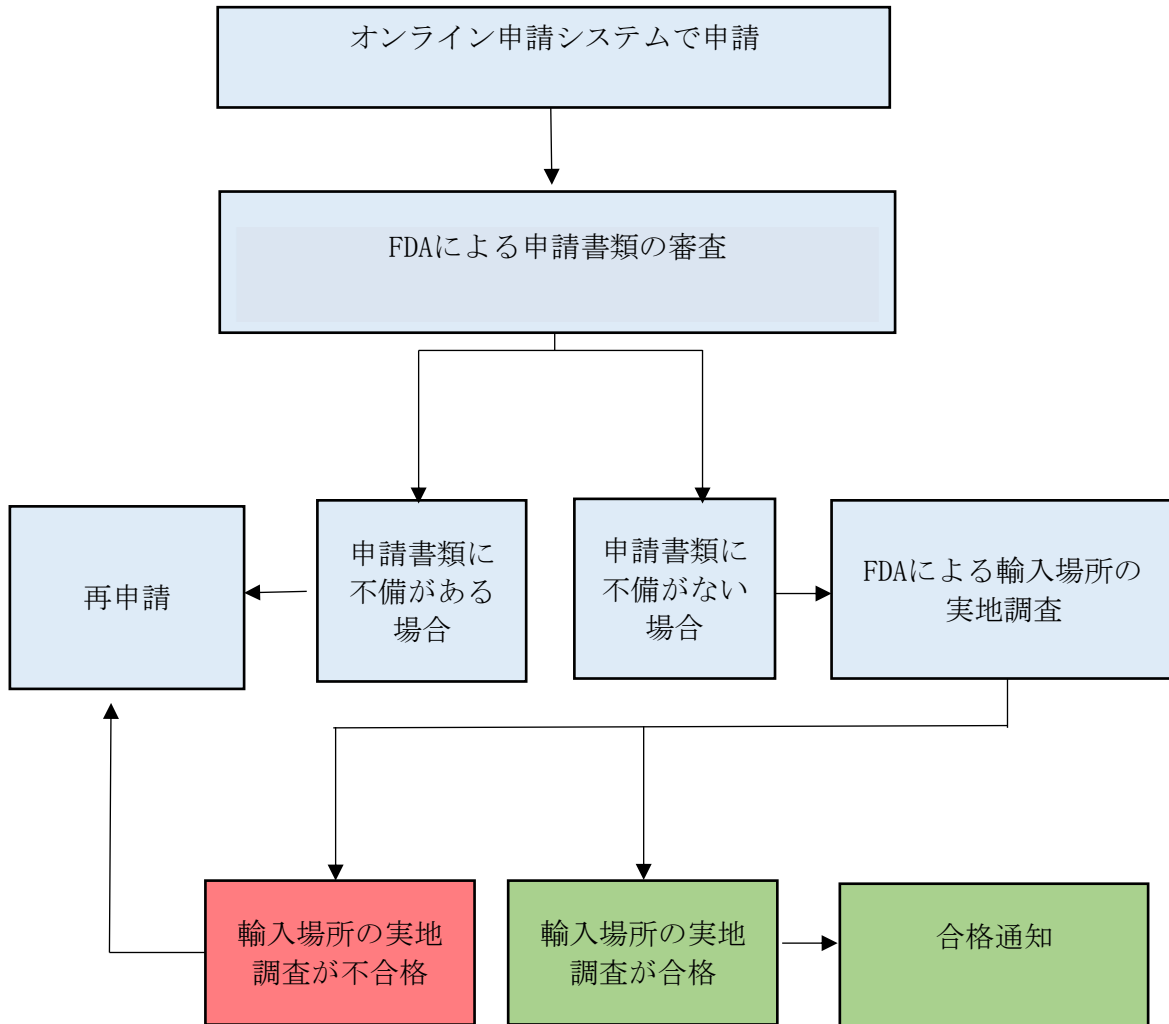 オンライン申請システムで申請
FDAによる申請書類の審査
再申請
申請書類に
不備がある
場合
申請書類に
不備がない
場合
FDAによる輸入場所の
実地調査
輸入場所の実地
調査が不合格
輸入場所の実地
調査が合格
合格通知